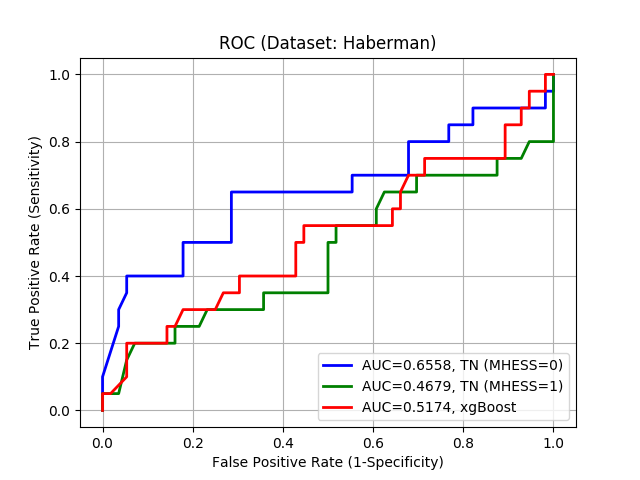 ROC (Dataset: Haberman)
True Positive Rate (Sensitivity)
1.0
0.8
0.6
0.4
0.2
0.0
AUC=0.6558, TN (MHESS=0)
AUC=0.4679, TN (MHESS=1)
AUC=0.5174, xgBoost
0.0 0.2 0.4 0.6 0.8 1.0
False Positive Rate (1-Specificity)